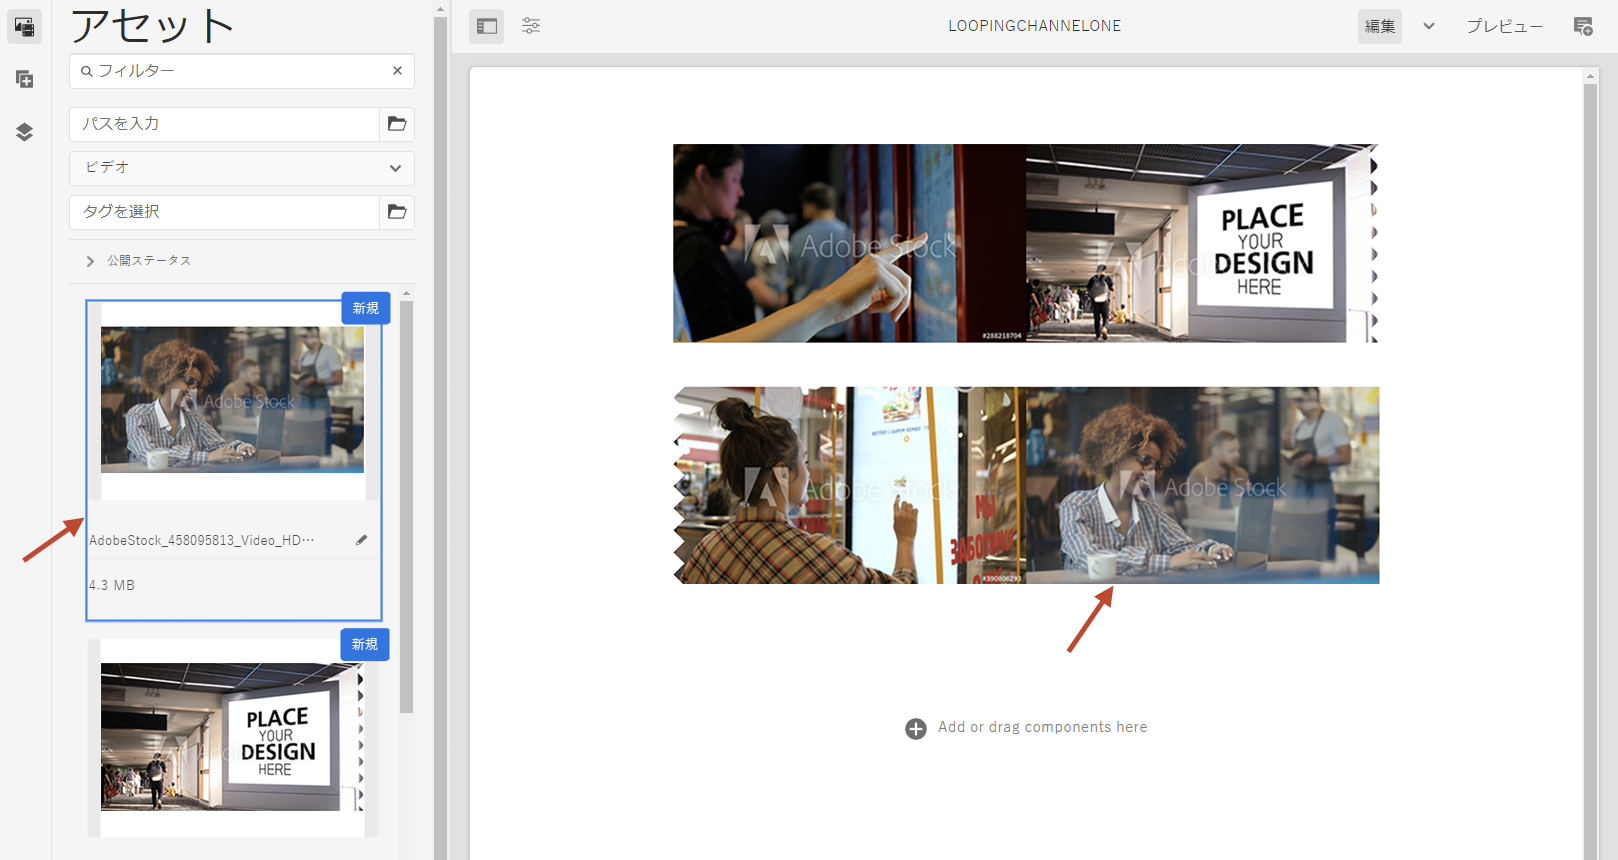 アセット
フィルター
パスを入力
ビデオ
タグを選択
公開ステータス
新規
Adobe Stock
AdobeStock_458095813_Video_HD…
4.3 MB
新規
PLACE
YOUR
DESIGN
HERE
LOOPINGCHANNELONE
編集
プレビュー
Adobe Stock
#288218704
PLACE
YOUR
DESIGN
HERE
Adobe Stock
МЫ
#390806293
Adobe Stock
Add or drag components here